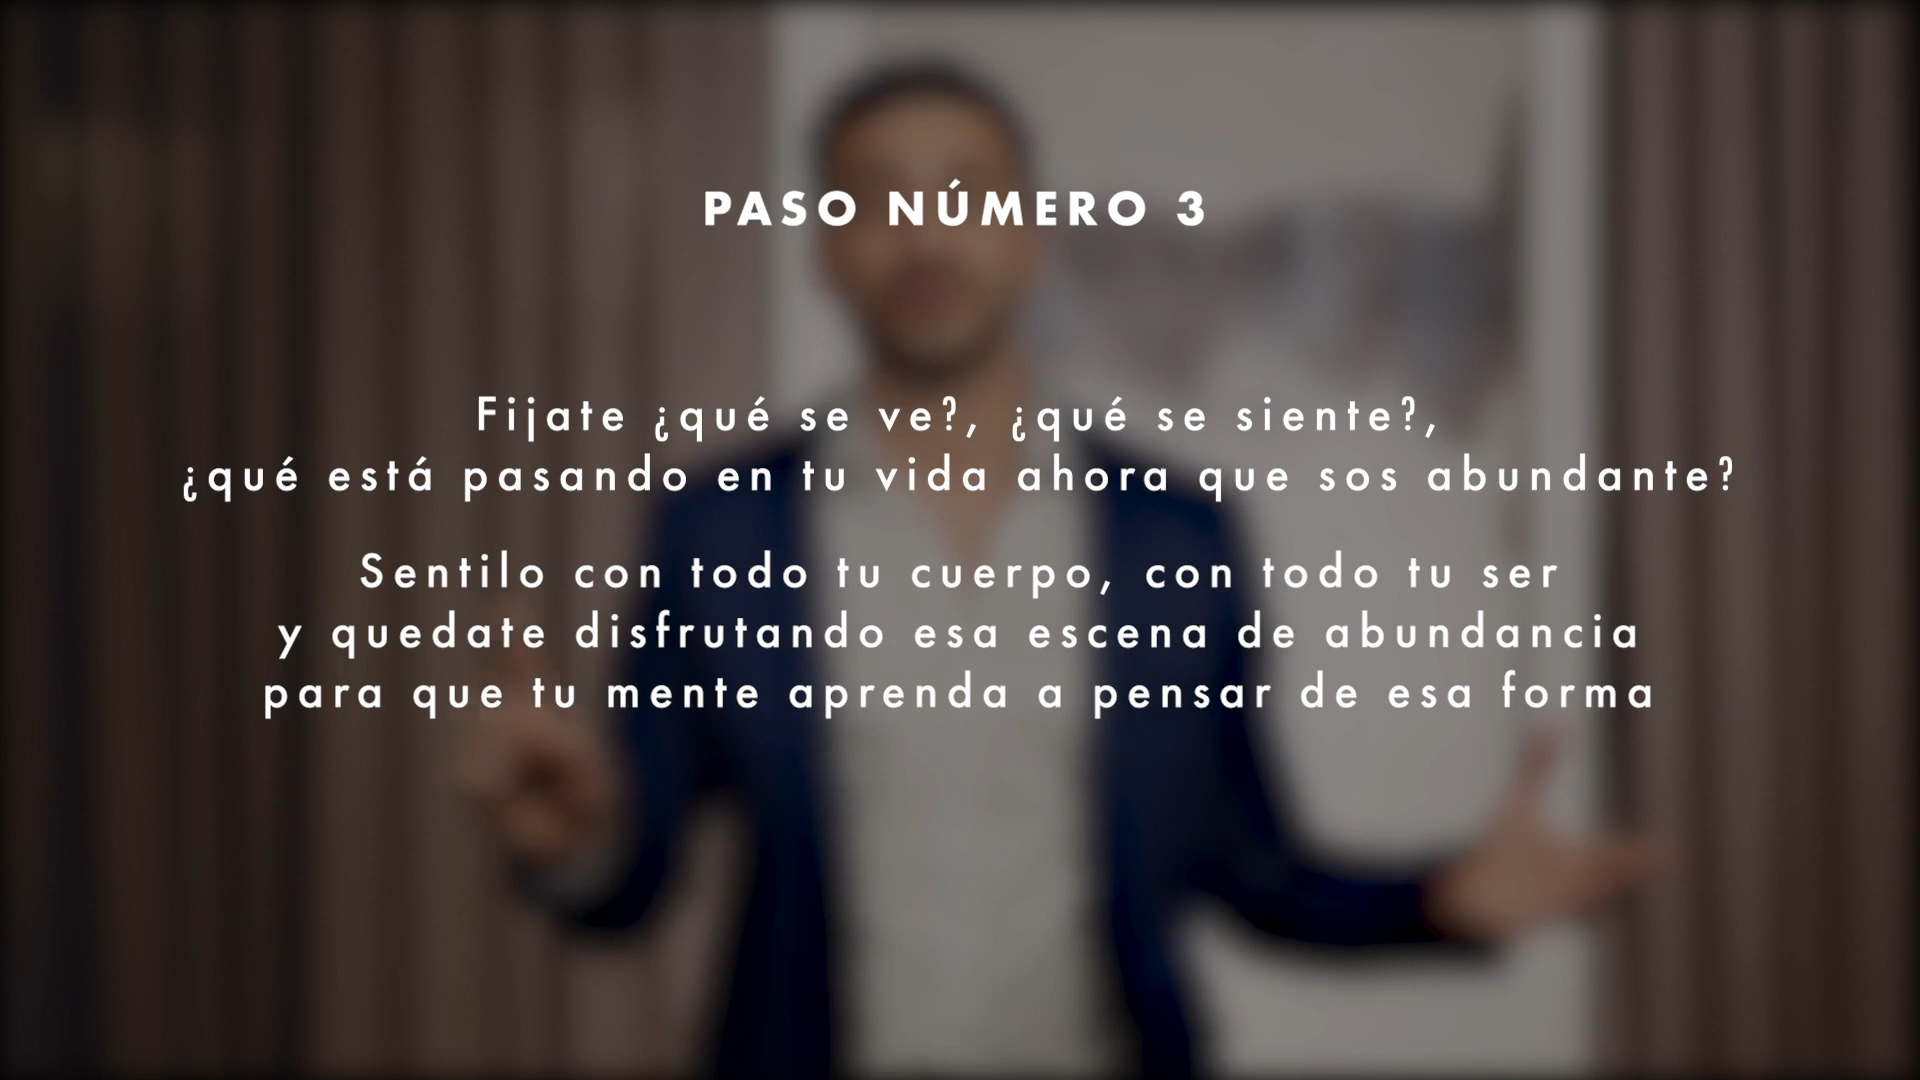 PASO NÚMERO 3
Fijate ¿qué se ve?, ¿qué se siente?,
¿qué está pasando en tu vida ahora que sos abundante?
Sentilo con todo tu cuerpo, con todo tu ser
y quedate disfrutando esa escena de abundancia
para que tu mente aprenda a pensar de esa forma